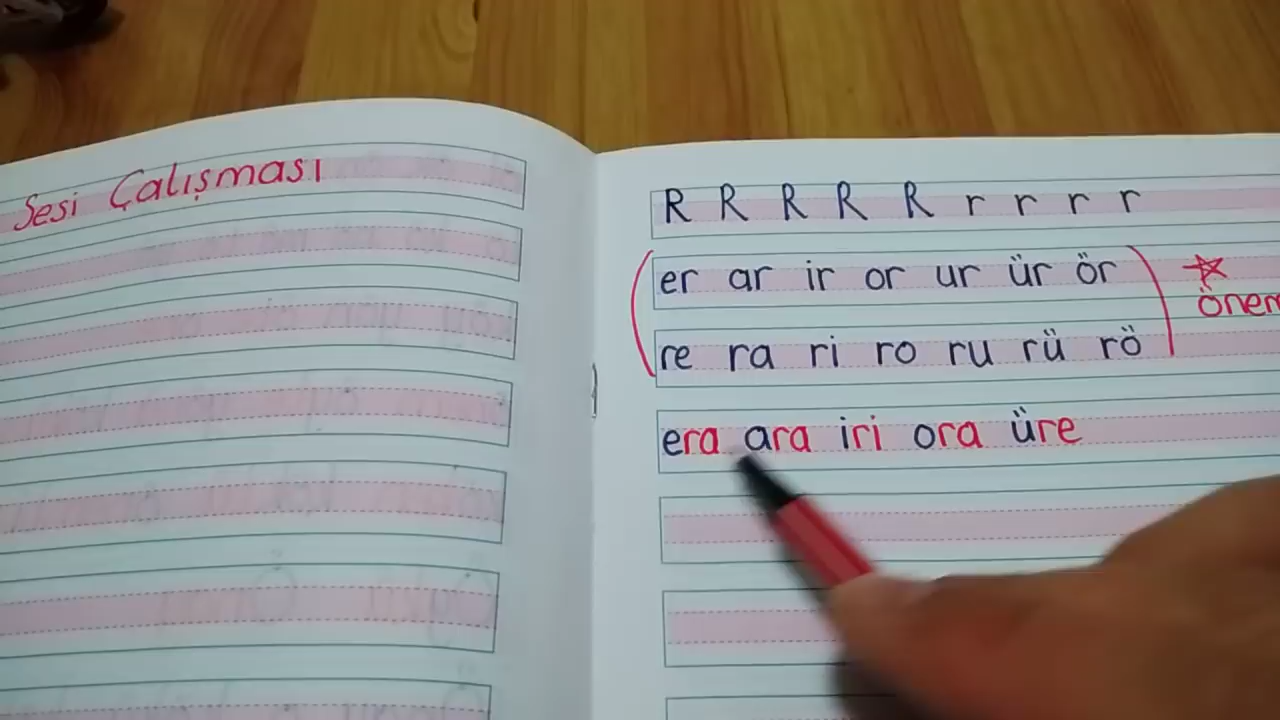 Sesi Çalışması
R R R R R r r r r
er ar ir or ur ür ör
re ra ri ro ru rü rö
era ara iri ora üre